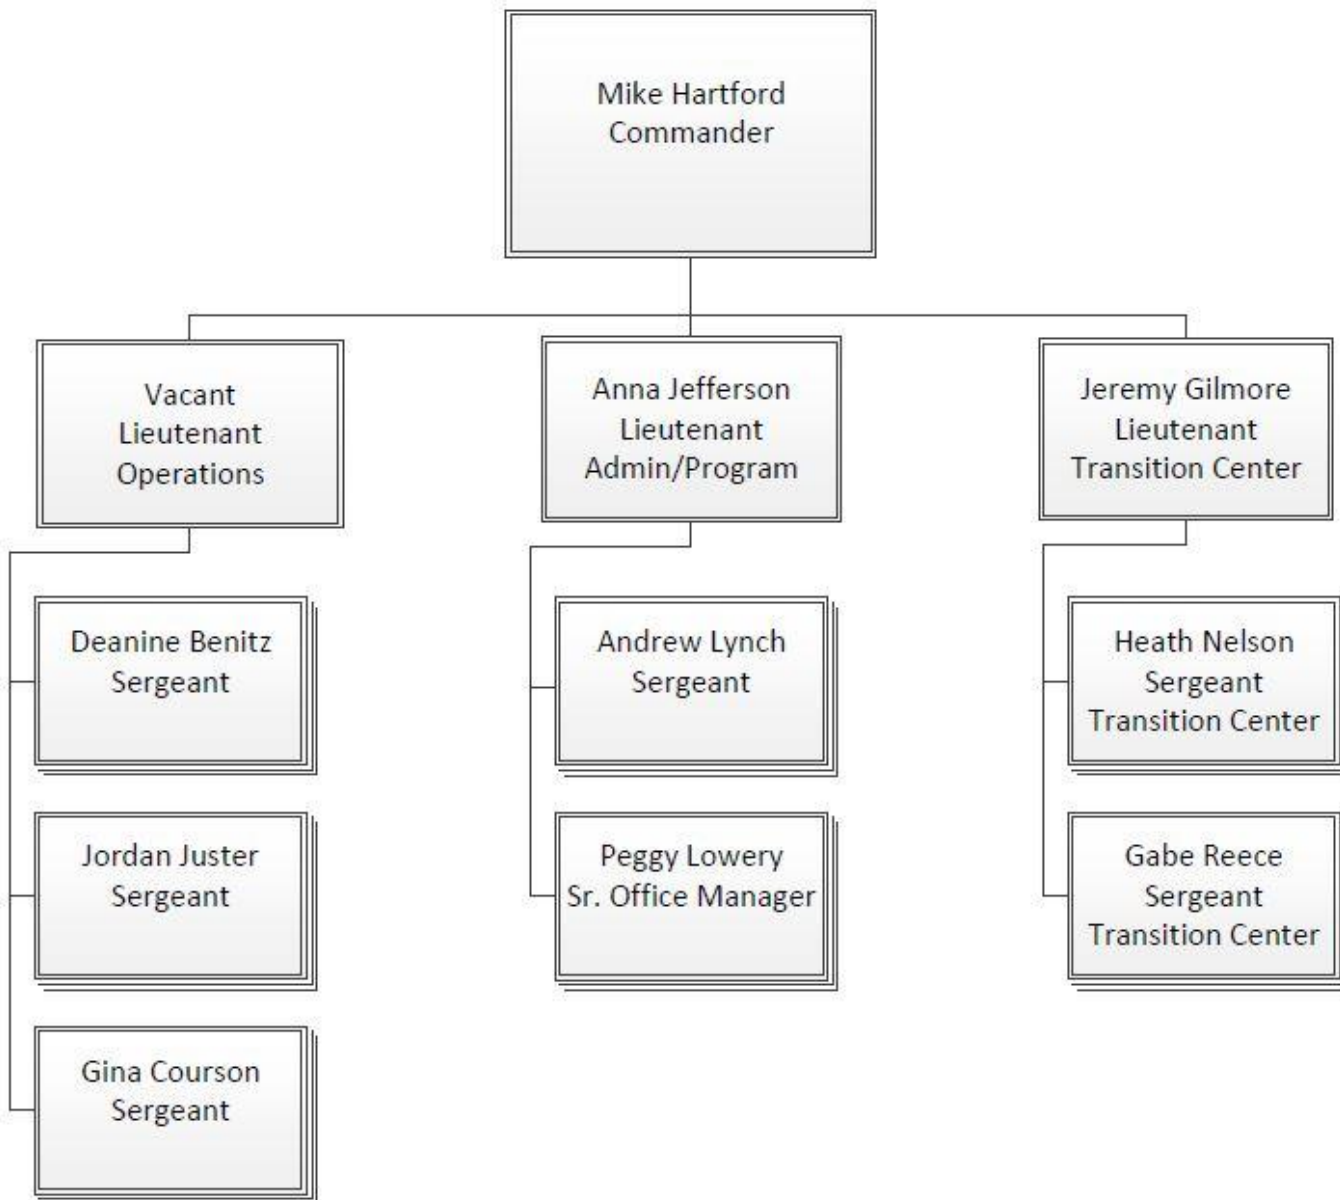 Mike Hartford
Commander
Vacant
Lieutenant
Operations
Anna Jefferson
Lieutenant
Admin/Program
Jeremy Gilmore
Lieutenant
Transition Center
Deanine Benitz
Sergeant
Jordan Juster
Sergeant
Gina Courson
Sergeant
Andrew Lynch
Sergeant
Peggy Lowery
Sr. Office Manager
Heath Nelson
Sergeant
Transition Center
Gabe Reece
Sergeant
Transition Center